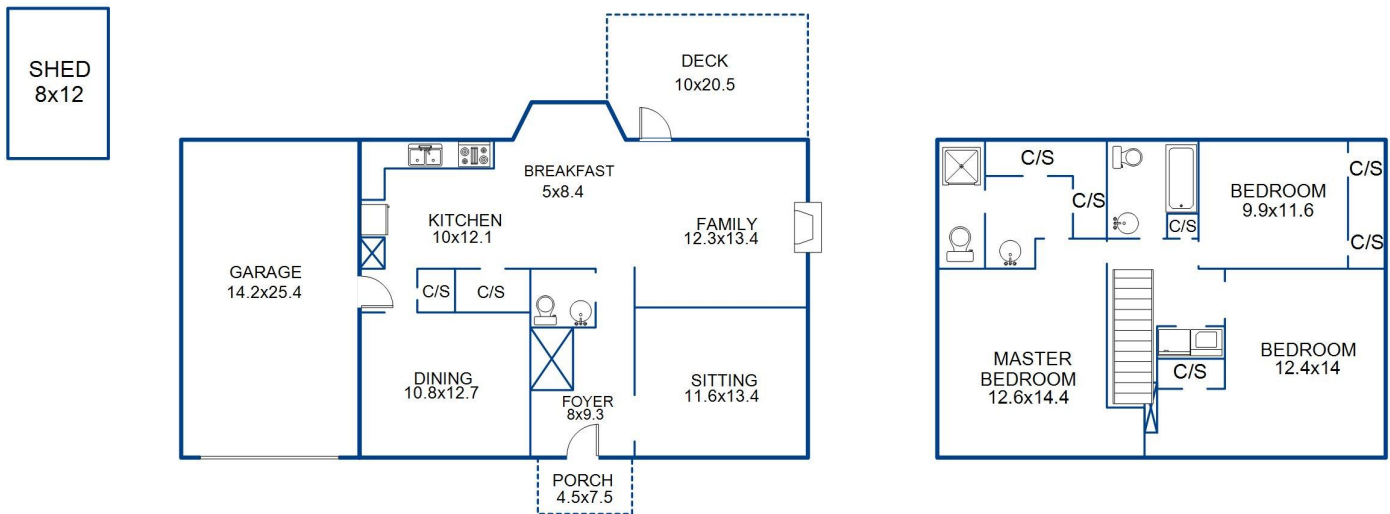 SHED
8x12
DECK
10x20.5
BREAKFAST
5x8.4
KITCHEN
10x12.1
FAMILY
12.3x13.4
GARAGE
14.2x25.4
C/S
C/S
DINING
10.8x12.7
FOYER
8x9.3
SITTING
11.6x13.4
PORCH
4.5x7.5
C/S
C/S
C/S
BEDROOM
9.9x11.6
C/S
C/S
MASTER
BEDROOM
12.6x14.4
C/S
BEDROOM
12.4x14